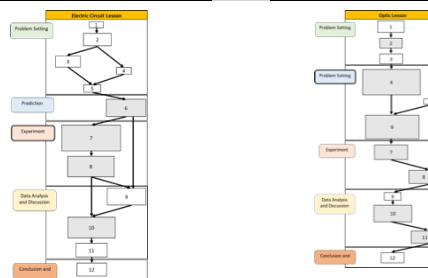 Electric Circuit Lesson
Problem Setting
1
2
3
4
5
Prediction
6
Experiment
7
8
Data Analysis
and Discussion
9
10
11
Conclusion and
12
Optic Lesson
Problem Setting
1
2
3
Problem Solving
4
6
Experiment
7
8
Data Analysis
and Discussion
9
10
11
Conclusion and
12